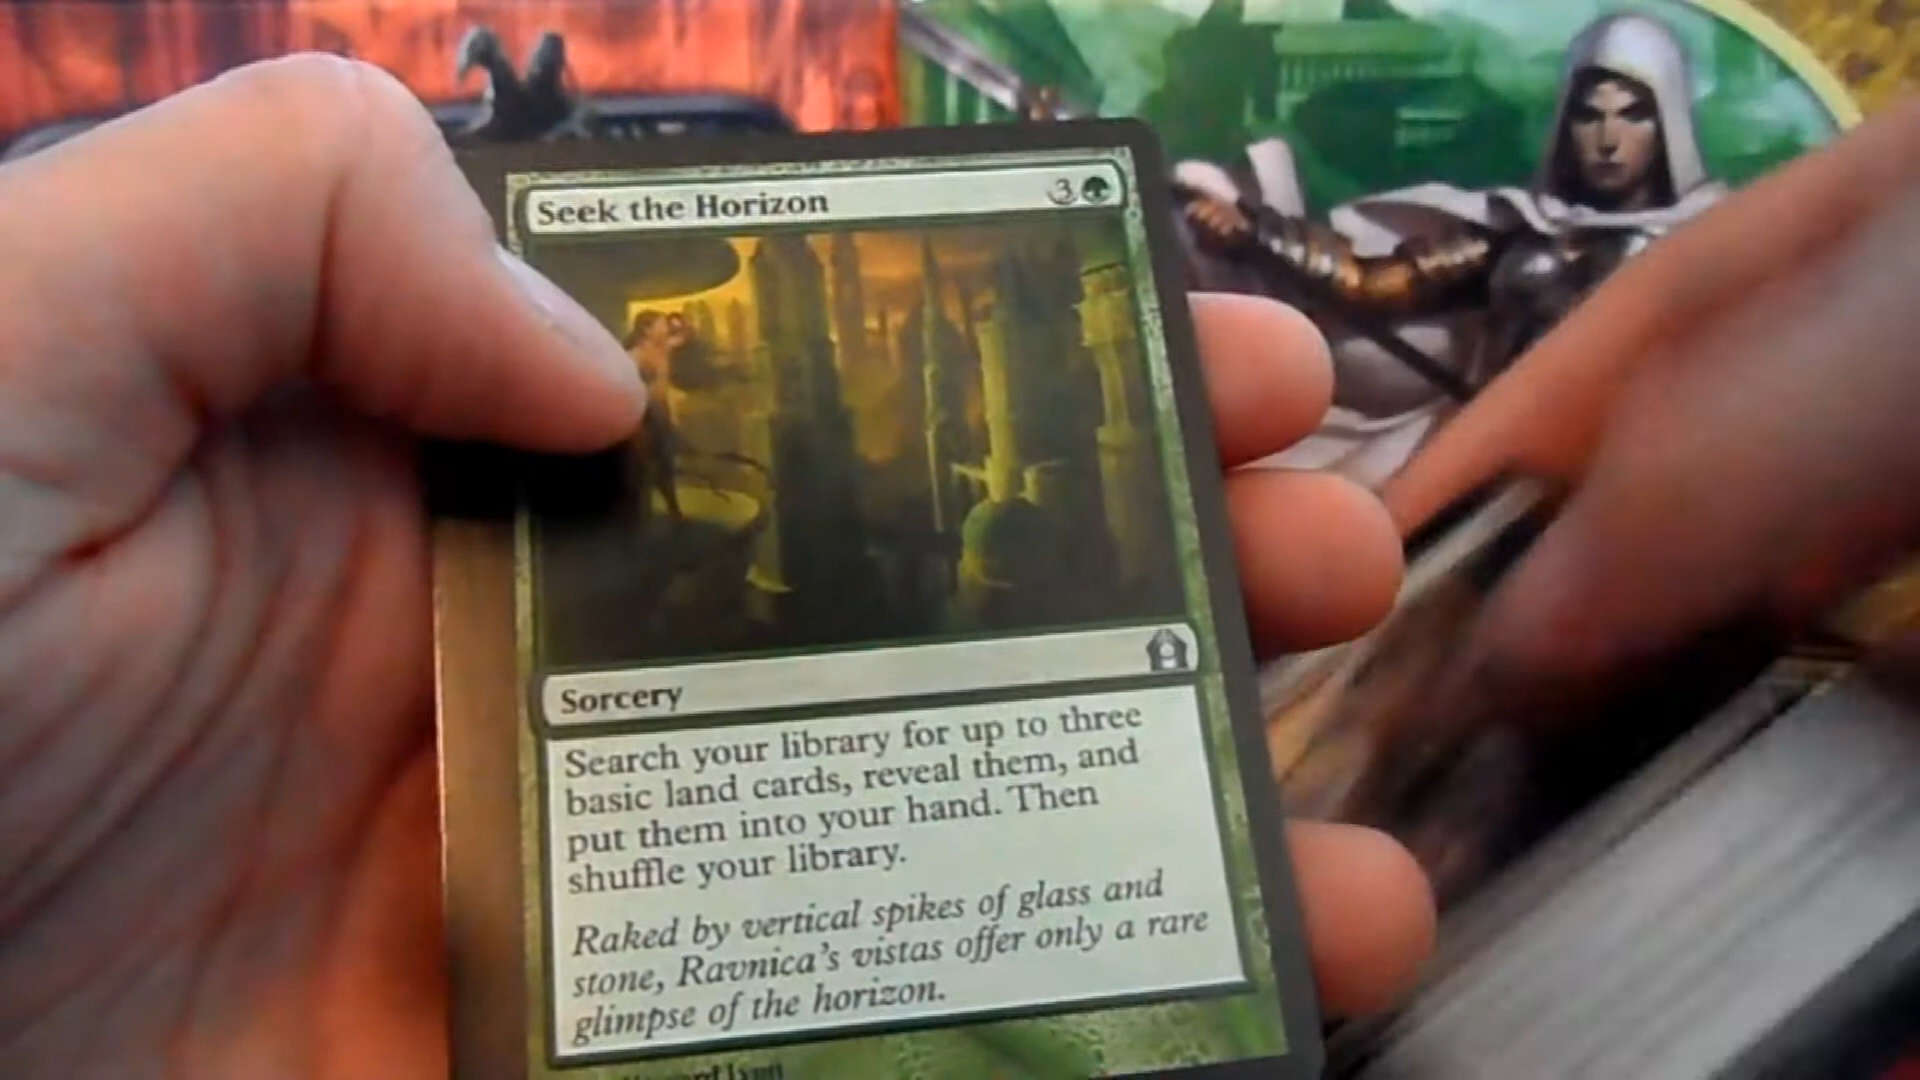 Seek the Horizon 3
Sorcery
Search your library for up to three
basic land cards, reveal them, and
put them into your hand. Then
shuffle your library.
Raked by vertical spikes of glass and
stone, Ravnica's vistas offer only a rare
glimpse of the horizon.